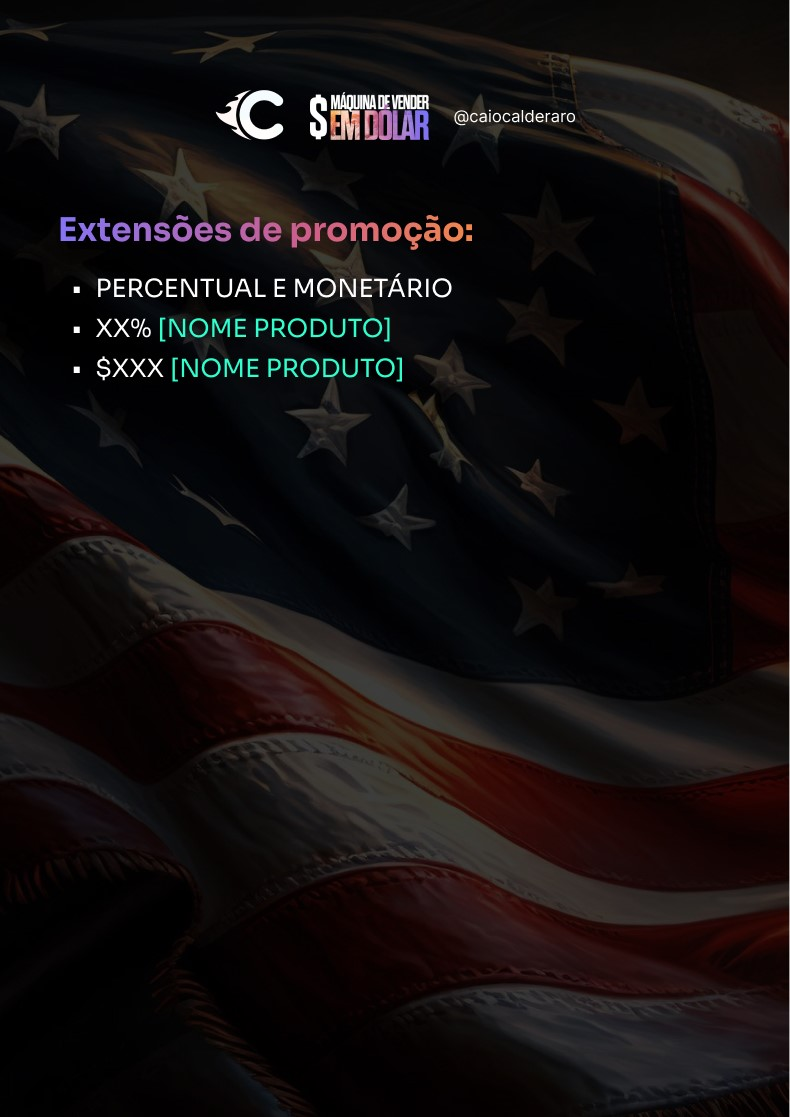 C
$ MÁQUINA DE VENDER
EM DÓLAR
@caiocalderaro
Extensões de promoção:
▪ PERCENTUAL E MONETÁRIO
▪ XX% [NOME PRODUTO]
▪ $XXX [NOME PRODUTO]